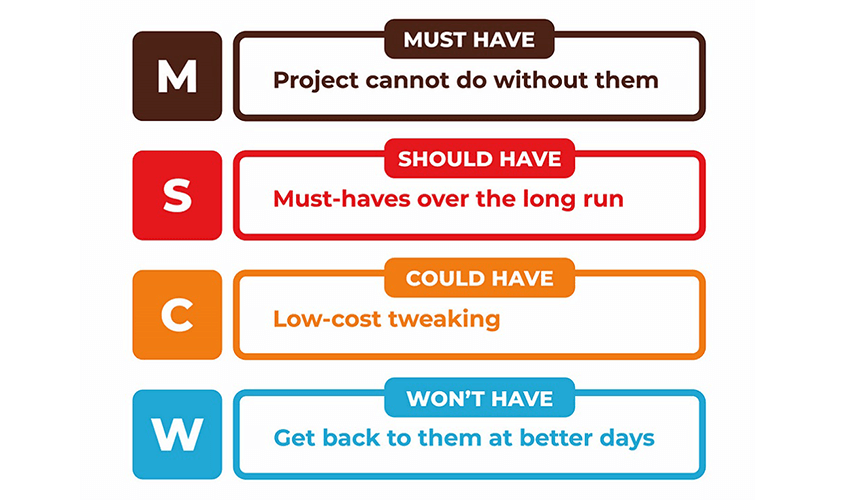 M
MUST HAVE
Project cannot do without them
S
SHOULD HAVE
Must-haves over the long run
C
COULD HAVE
Low-cost tweaking
W
WON’T HAVE
Get back to them at better days